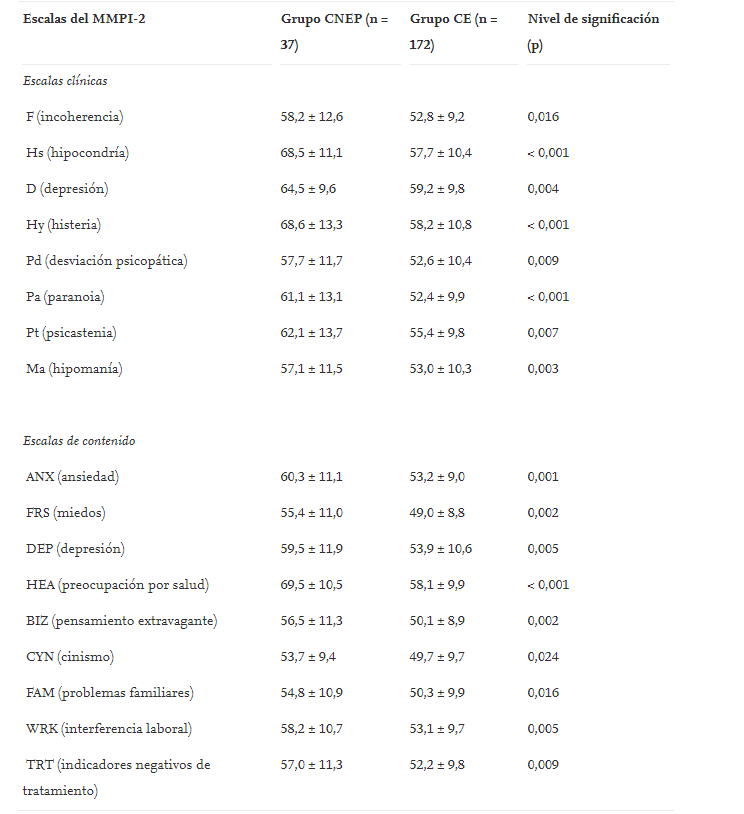 Escalas del MMPI-2 Grupo CNEP (n = Grupo CE (n = Nivel de significación
37) 172) (p)
Escalas clínicas
F (incoherencia) 58,2 ± 12,6 52,8 ± 9,2 0,016
Hs (hipocondría) 68,5 ± 11,1 57,7 ± 10,4 < 0,001
D (depresión) 64,5 ± 9,6 59,2 ± 9,8 0,004
Hy (histeria) 68,6 ± 13,3 58,2 ± 10,8 < 0,001
Pd (desviación psicopática) 57,7 ± 11,7 52,6 ± 10,4 0,009
Pa (paranoia) 61,1 ± 13,1 52,4 ± 9,9 < 0,001
Pt (psicastenia) 62,1 ± 13,7 55,4 ± 9,8 0,007
Ma (hipomanía) 57,1 ± 11,5 53,0 ± 10,3 0,003
Escalas de contenido
ANX (ansiedad) 60,3 ± 11,1 53,2 ± 9,0 0,001
FRS (miedos) 55,4 ± 11,0 49,0 ± 8,8 0,002
DEP (depresión) 59,5 ± 11,9 53,9 ± 10,6 0,005
HEA (preocupación por salud) 69,5 ± 10,5 58,1 ± 9,9 < 0,001
BIZ (pensamiento extravagante) 56,5 ± 11,3 50,1 ± 8,9 0,002
CYN (cinismo) 53,7 ± 9,4 49,7 ± 9,7 0,024
FAM (problemas familiares) 54,8 ± 10,9 50,3 ± 9,9 0,016
WRK (interferencia laboral) 58,2 ± 10,7 53,1 ± 9,7 0,005
TRT (indicadores negativos de 57,0 ± 11,3 52,2 ± 9,8 0,009
tratamiento)